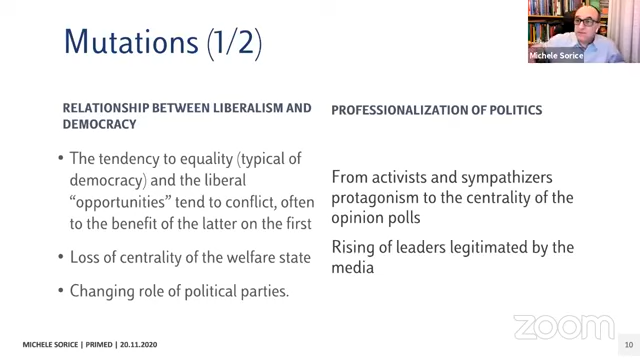 Mutations (1/2)
Michele Sorice
RELATIONSHIP BETWEEN LIBERALISM AND
DEMOCRACY
• The tendency to equality (typical of
democracy) and the liberal
“opportunities” tend to conflict, often
to the benefit of the latter on the first
• Loss of centrality of the welfare state
• Changing role of political parties.
PROFESSIONALIZATION OF POLITICS
From activists and sympathizers
protagonism to the centrality of the
opinion polls
Rising of leaders legitimated by the
media
MICHELE SORICE | PRIMED | 20.11.2020
zoom
10